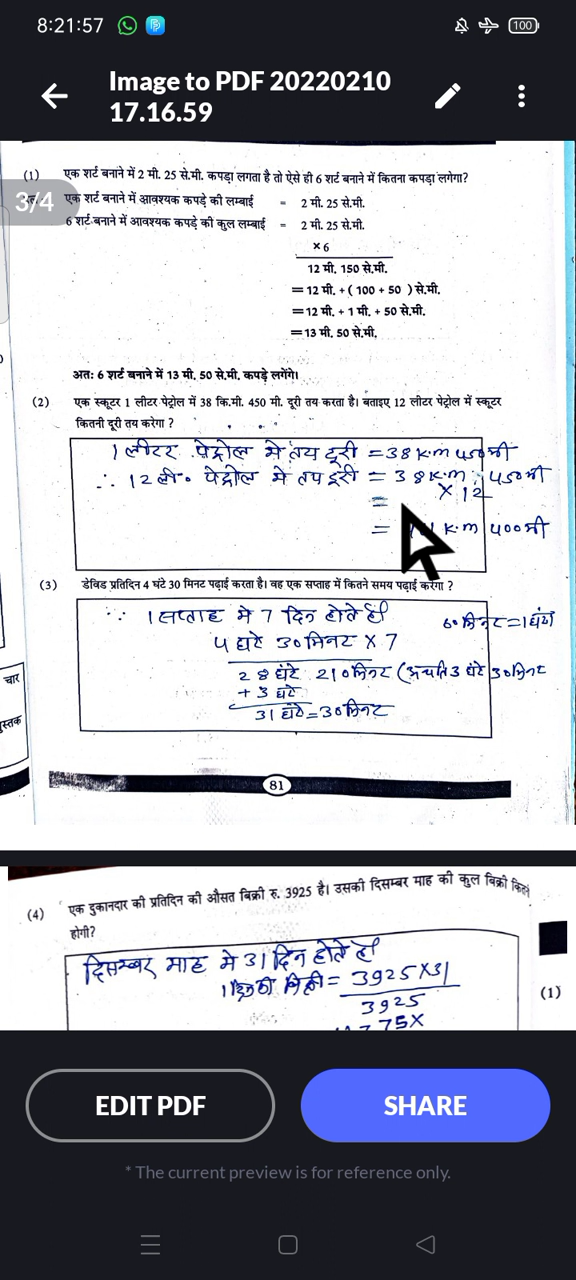 8:21:57
100
Image to PDF 20220210
17.16.59
3/4
(1) एक शर्ट बनाने में 2 मी. 25 से.मी. कपड़ा लगता है तो ऐसे ही 6 शर्ट बनाने में कितना कपड़ा लगेगा?
एक शर्ट बनाने में आवश्यक कपड़े की लम्बाई = 2 मी. 25 से.मी.
6 शर्ट बनाने में आवश्यक कपड़े की कुल लम्बाई = 2 मी. 25 से.मी.
× 6
12 मी. 150 से.मी.
= 12 मी. + ( 100 + 50 ) से.मी.
= 12 मी. + 1 मी. + 50 से.मी.
= 13 मी. 50 से.मी.
अतः 6 शर्ट बनाने में 13 मी. 50 से.मी. कपड़े लगेंगे।
(2) एक स्कूटर 1 लीटर पेट्रोल में 38 कि.मी. 450 मी. दूरी तय करता है। बताइए 12 लीटर पेट्रोल में स्कूटर
कितनी दूरी तय करेगा ?
1 लीटर पेट्रोल मे तय दूरी = 38 K.m 450 मी
∴ 12 ली० पेट्रोल मे तय दूरी = 38 K.m 450 मी
= × 12
= K.m 400 मी
(3) डेविड प्रतिदिन 4 घंटे 30 मिनट पढ़ाई करता है। वह एक सप्ताह में कितने समय पढ़ाई करेगा ?
∵ 1 सप्ताह मे 7 दिन होते है। 60 मिनट = 1 घंटा
4 घंटे 30 मिनट × 7
28 घंटे 210 मिनट (अर्थात 3 घंटे 30 मिनट
+ 3 घंटे
31 घंटे = 30 मिनट
चार
पुस्तक
81
(4) एक दुकानदार की प्रतिदिन की औसत बिक्री रु. 3925 है। उसकी दिसम्बर माह की कुल बिक्री कितनी
होगी?
दिसम्बर माह मे 31 दिन होते है।
= 3925 × 31
3925
75×
(1)
EDIT PDF
SHARE
* The current preview is for reference only.